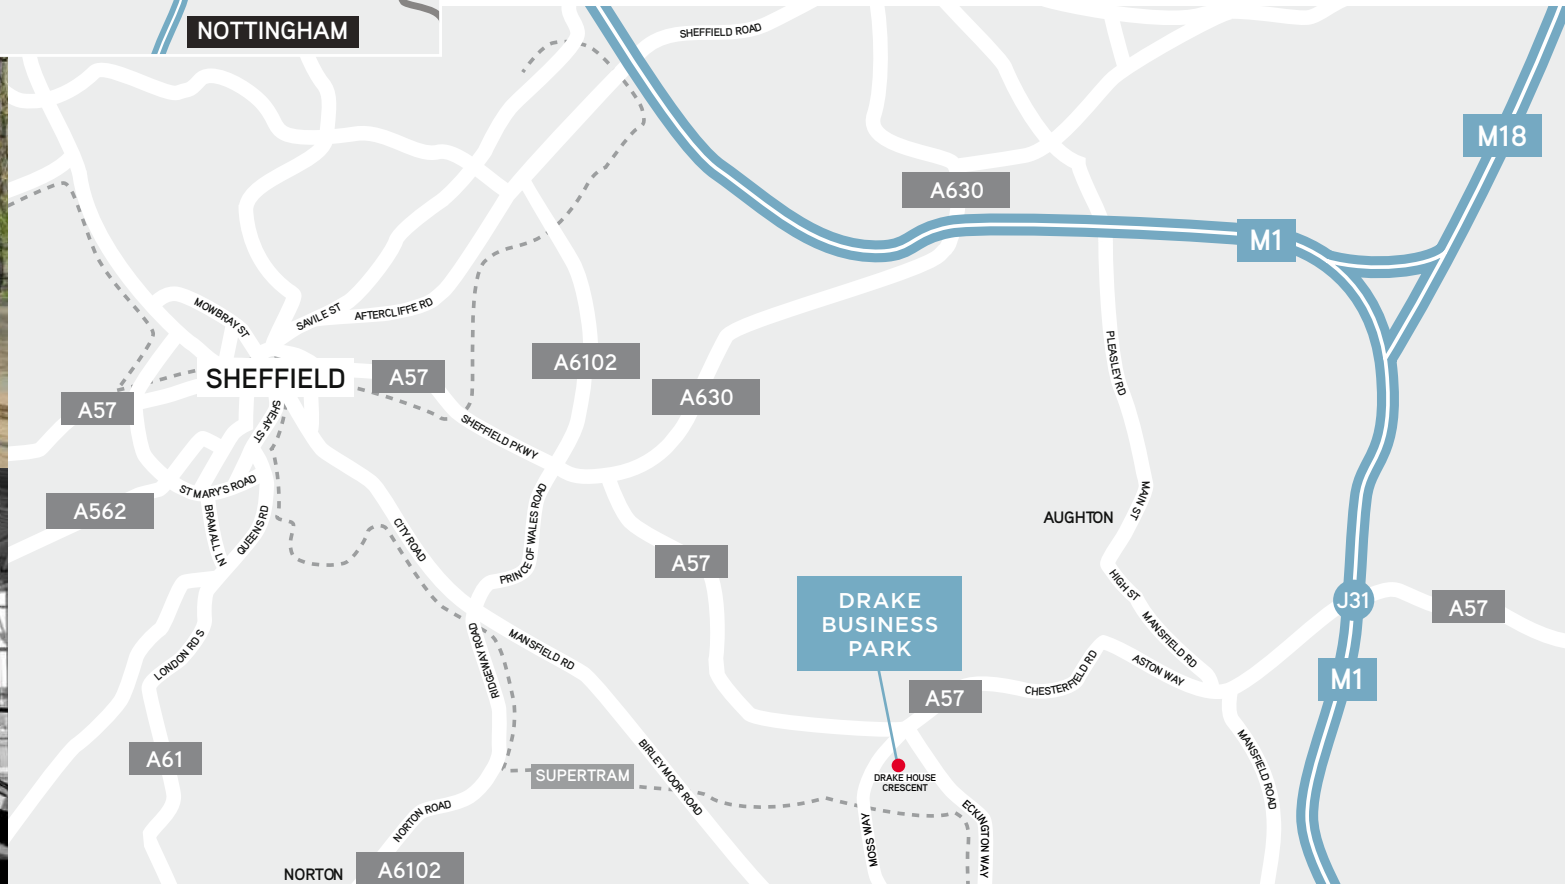 NOTTINGHAM
SHEFFIELD ROAD
M18
A630
M1
MOWBRAY ST
SAVILE ST
AFTERCLIFFE RD
A6102
PLEASLEY RD
SHEFFIELD
A57
A57
A630
SHEAF ST
SHEFFIELD PKWY
ST MARY'S ROAD
A562
BRAMALL LN
QUEENS RD
CITY ROAD
PRINCE OF WALES ROAD
MAIN ST
AUGHTON
A57
HIGH ST
DRAKE
BUSINESS
PARK
J31
A57
LONDON RD S
RIDGEWAY ROAD
MANSFIELD RD
MANSFIELD RD
CHESTERFIELD RD
ASTON WAY
M1
A57
A61
SUPERTRAM
BIRLEY MOOR ROAD
DRAKE HOUSE
CRESCENT
MANSFIELD ROAD
NORTON ROAD
MOSS WAY
ECKINGTON WAY
NORTON
A6102